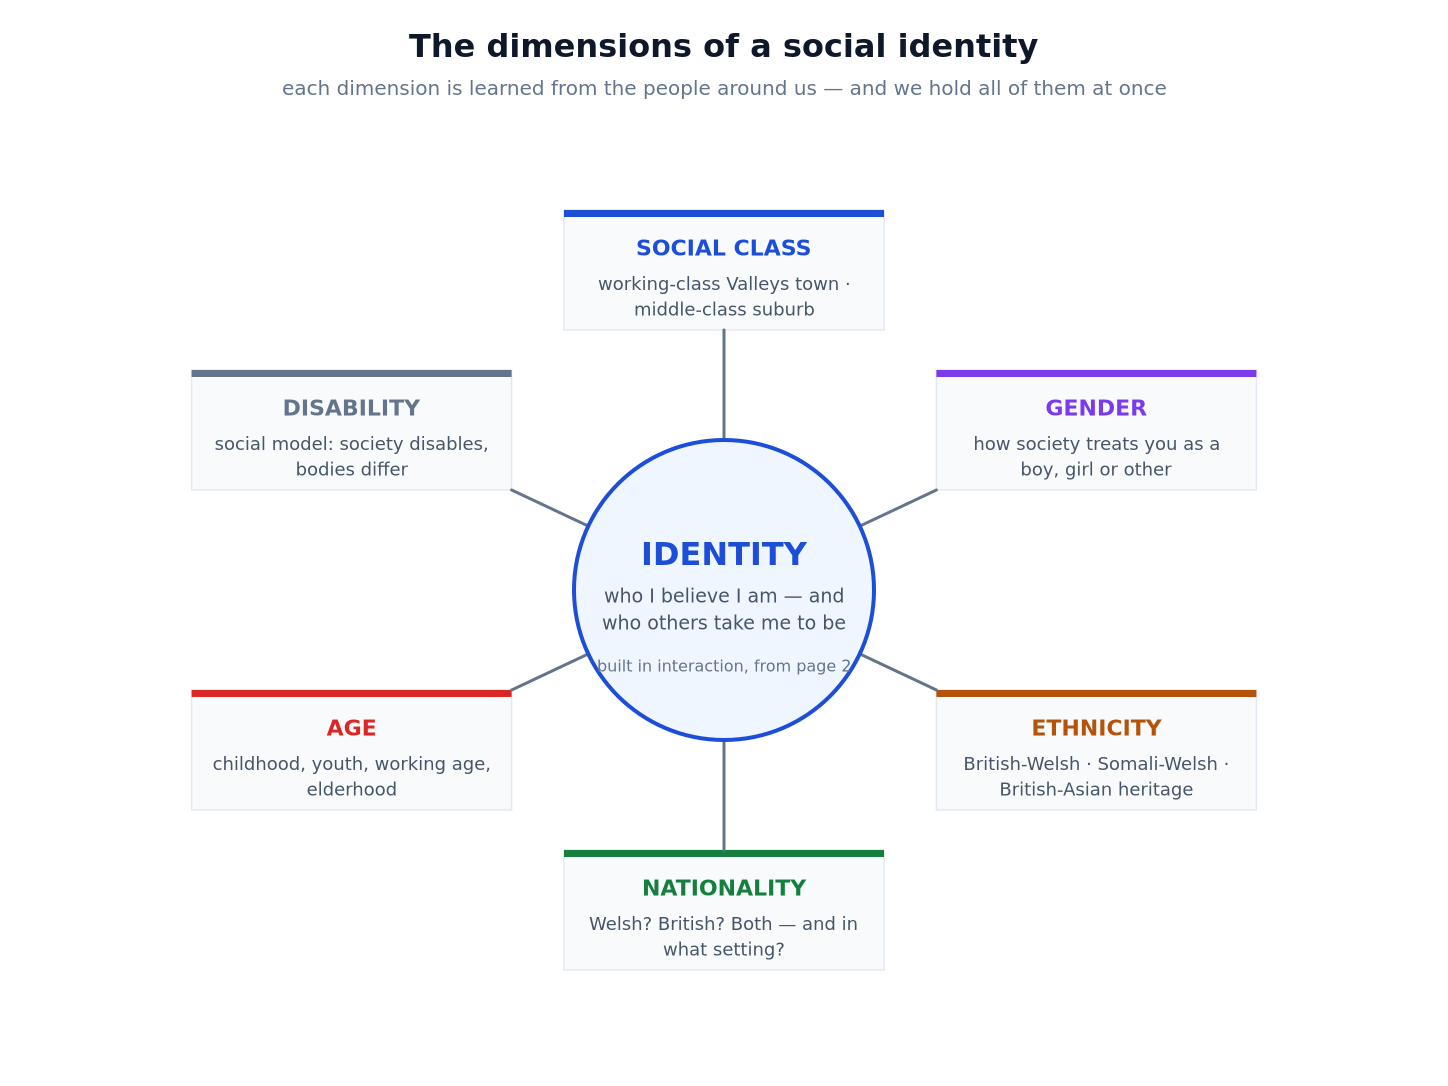 The dimensions of a social identity
each dimension is learned from the people around us — and we hold all of them at once
SOCIAL CLASS
working-class Valleys town ·
middle-class suburb
DISABILITY
social model: society disables,
bodies differ
GENDER
how society treats you as a
boy, girl or other
IDENTITY
who I believe I am — and
who others take me to be
built in interaction, from page 2
AGE
childhood, youth, working age,
elderhood
ETHNICITY
British-Welsh · Somali-Welsh ·
British-Asian heritage
NATIONALITY
Welsh? British? Both — and in
what setting?